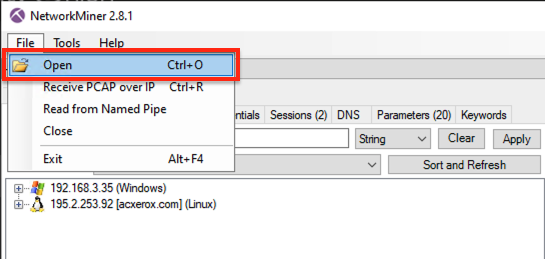 NetworkMiner 2.8.1
File Tools Help
Open Ctrl+O
Receive PCAP over IP Ctrl+R
Read from Named Pipe
Close
Exit Alt+F4
Sessions (2) DNS Parameters (20) Keywords
String Clear Apply
Sort and Refresh
192.168.3.35 (Windows)
195.2.253.92 [acxerox.com] (Linux)